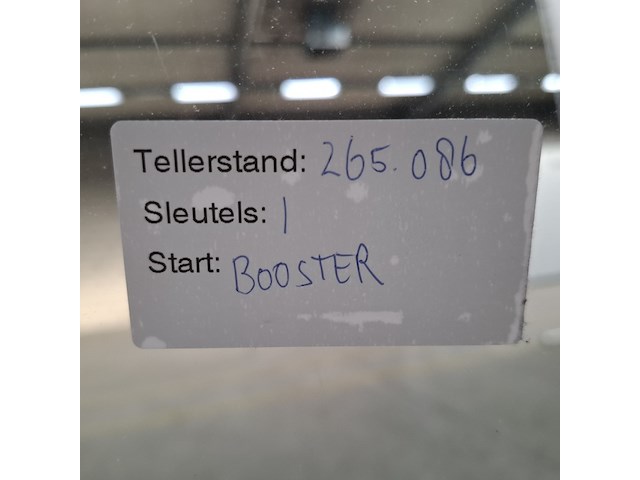 Tellerstand: 265.086
Sleutels: 1
Start: BOOSTER